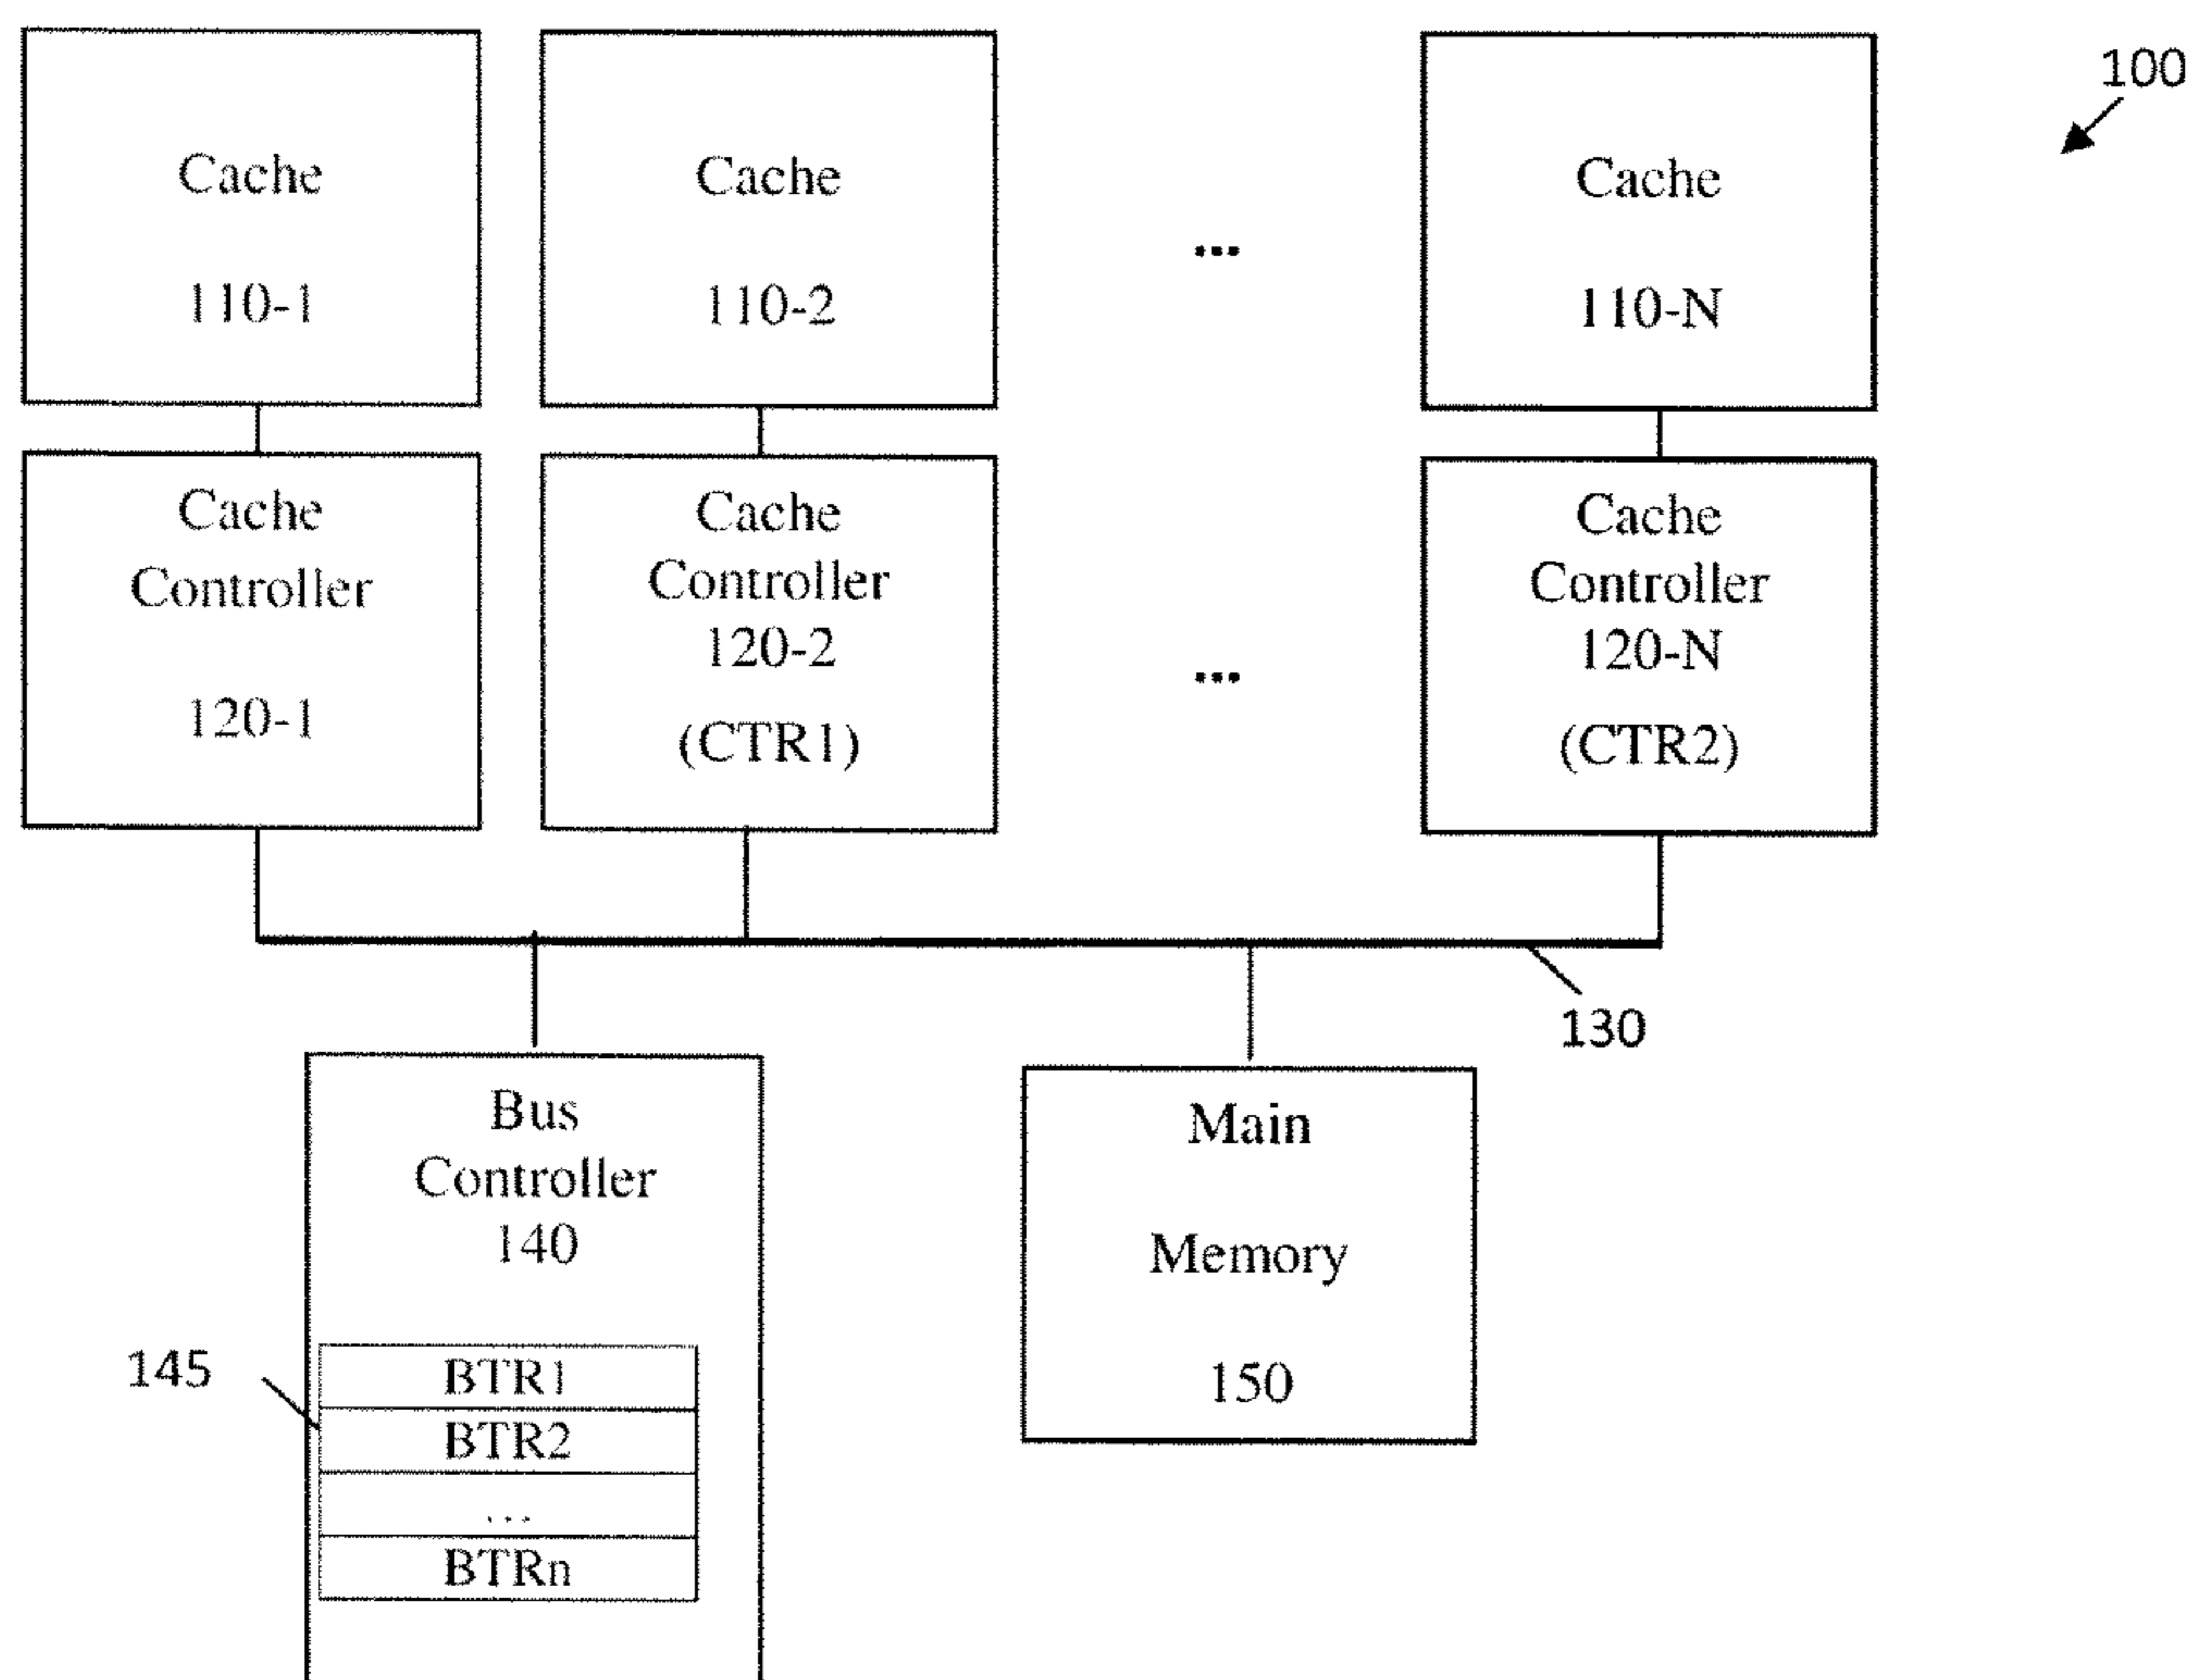 100
Cache
110-1
Cache
110-2
...
Cache
110-N
Cache
Controller
120-1
Cache
Controller
120-2
(CTR1)
...
Cache
Controller
120-N
(CTR2)
130
Bus
Controller
140
145
BTR1
BTR2
...
BTRn
Main
Memory
150